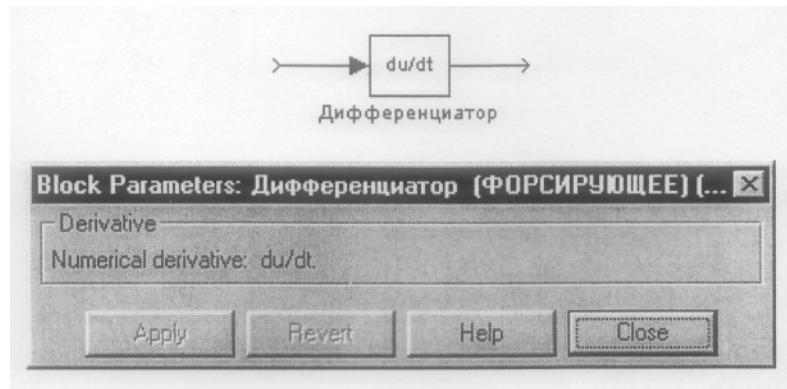 du/dt
Дифференциатор
Block Parameters: Дифференциатор (ФОРСИРУЮЩЕЕ) (...
Derivative
Numerical derivative: du/dt.
Apply Revert Help Close